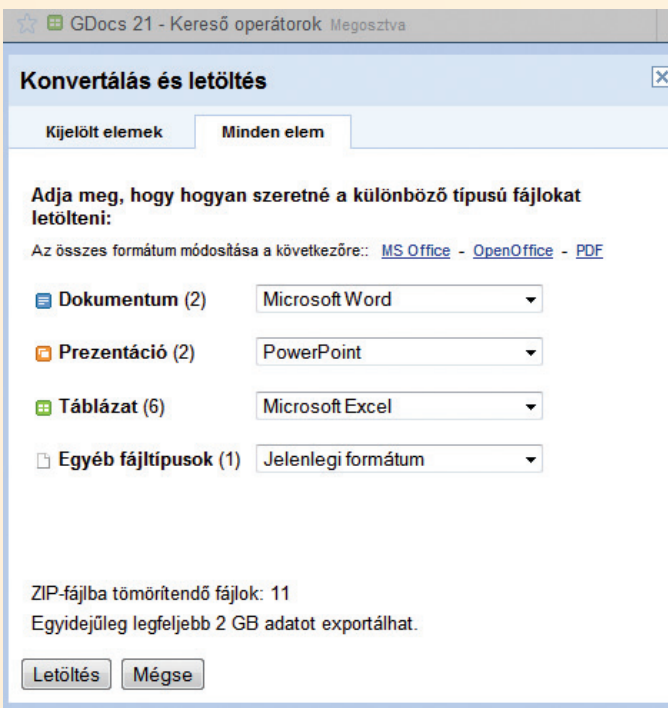 GDocs 21 - Kereső operátorok Megosztva
Konvertálás és letöltés
Kijelölt elemek Minden elem
Adja meg, hogy hogyan szeretné a különböző típusú fájlokat
letölteni:
Az összes formátum módosítása a következőre:: MS Office - OpenOffice - PDF
Dokumentum (2) Microsoft Word
Prezentáció (2) PowerPoint
Táblázat (6) Microsoft Excel
Egyéb fájltípusok (1) Jelenlegi formátum
ZIP-fájlba tömörítendő fájlok: 11
Egyidejűleg legfeljebb 2 GB adatot exportálhat.
Letöltés Mégse